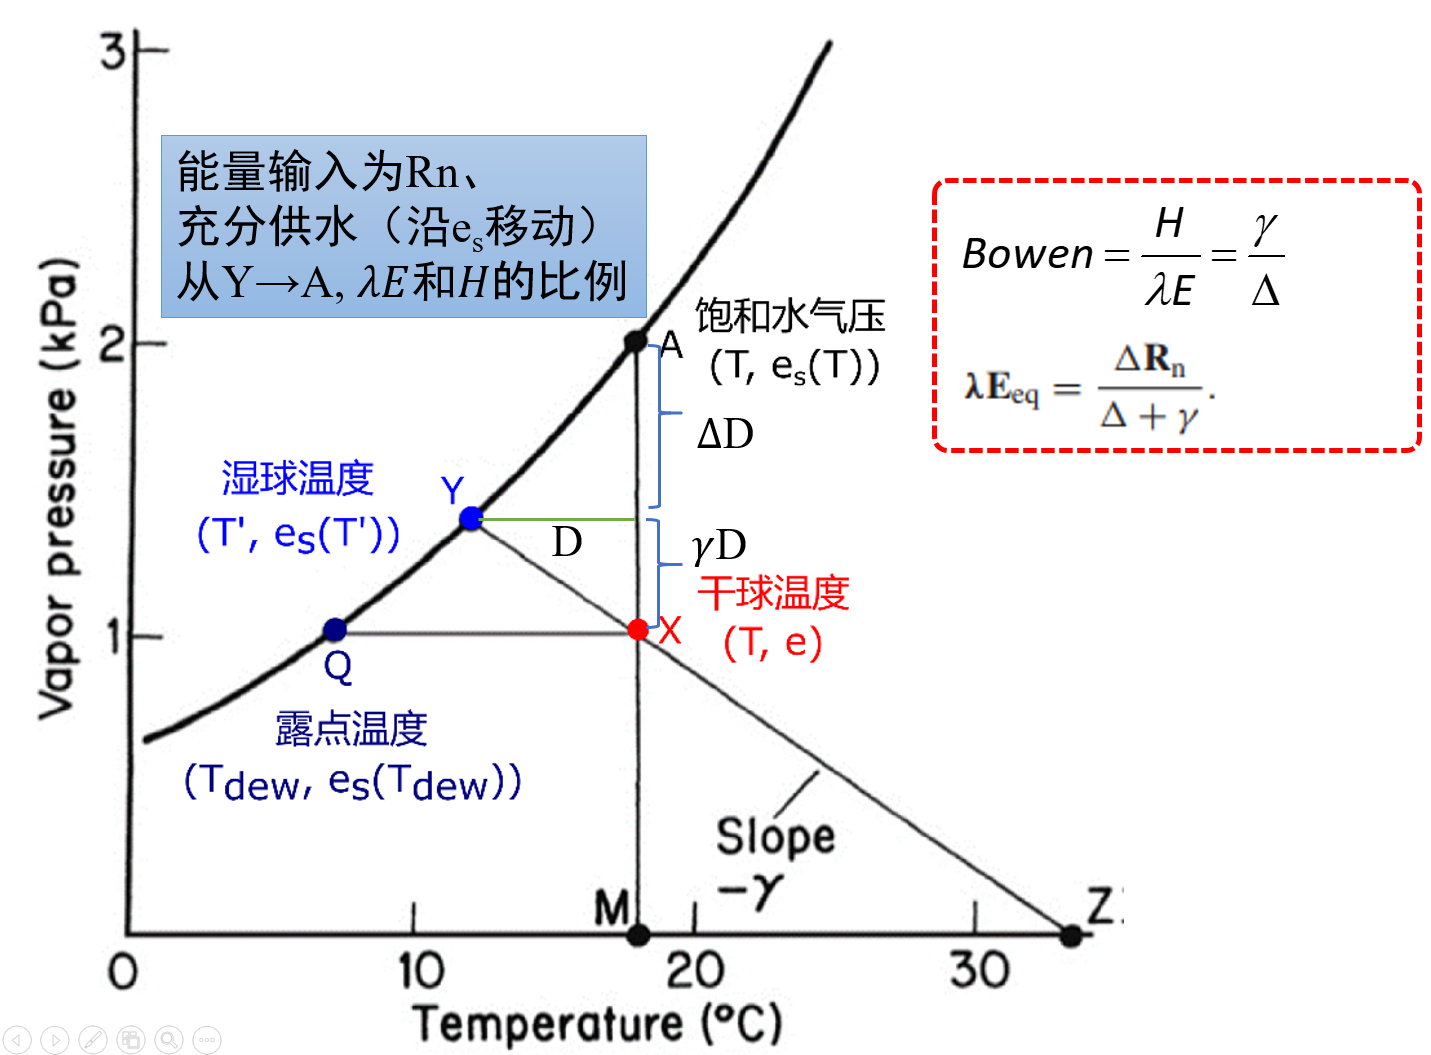 3
能量输入为Rn、
充分供水（沿es移动）
从Y→A, λE和H的比例
Bowen = H/λE = γ/Δ
λEeq = ΔRn/(Δ + γ).
饱和水气压
(T, es(T))
A
2
ΔD
湿球温度
(T', es(T'))
Y
D
γD
干球温度
(T, e)
X
1
Q
露点温度
(Tdew, es(Tdew))
Slope
-γ
M
Z
0
10
20
30
Temperature (°C)
Vapor pressure (kPa)